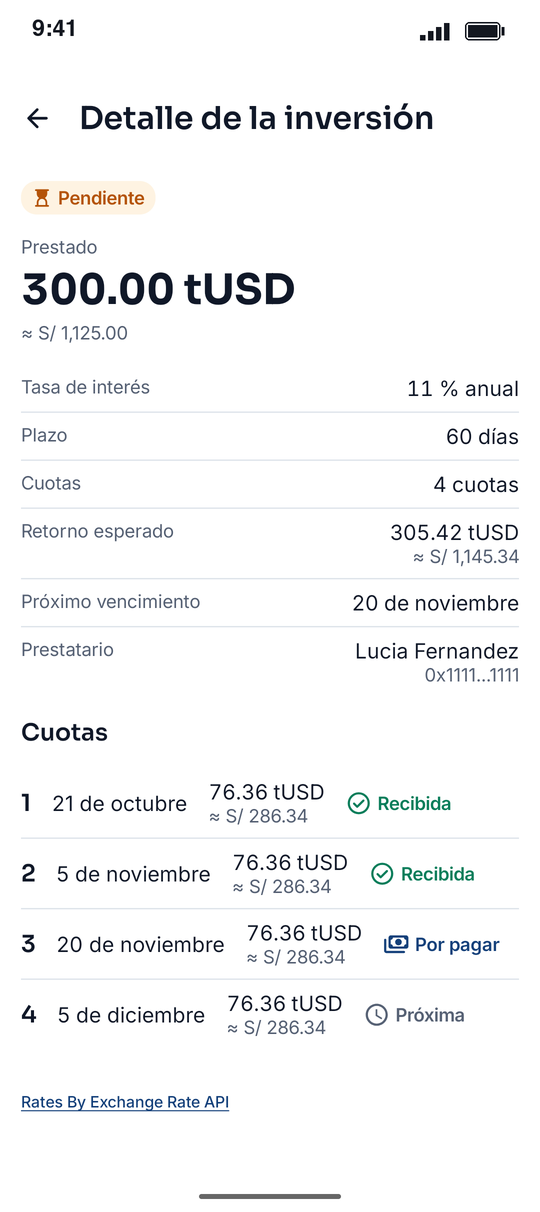 9:41
Detalle de la inversión
Pendiente
Prestado
300.00 tUSD
≈ S/ 1,125.00
Tasa de interés 11 % anual
Plazo 60 días
Cuotas 4 cuotas
Retorno esperado 305.42 tUSD
≈ S/ 1,145.34
Próximo vencimiento 20 de noviembre
Prestatario Lucia Fernandez
0x1111...1111
Cuotas
1 21 de octubre 76.36 tUSD Recibida
≈ S/ 286.34
2 5 de noviembre 76.36 tUSD Recibida
≈ S/ 286.34
3 20 de noviembre 76.36 tUSD Por pagar
≈ S/ 286.34
4 5 de diciembre 76.36 tUSD Próxima
≈ S/ 286.34
Rates By Exchange Rate API